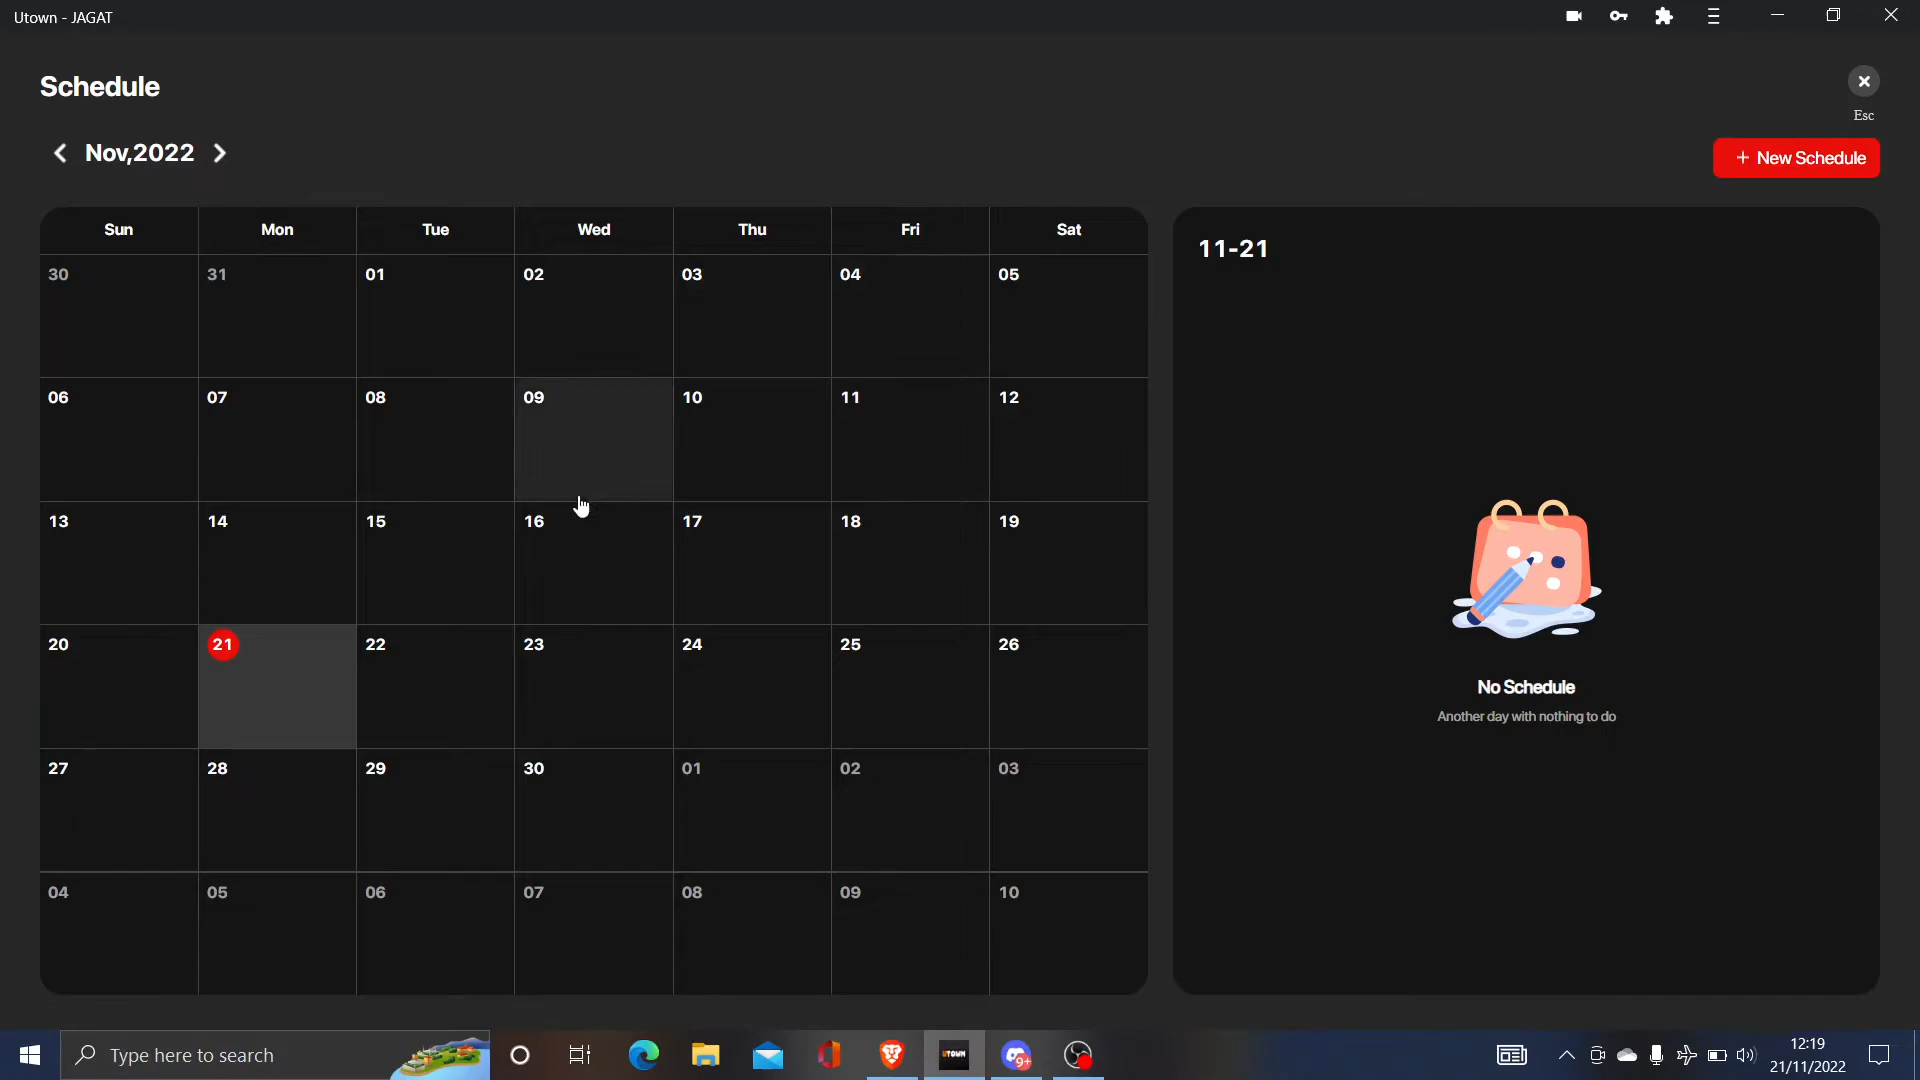 Utown - JAGAT
Schedule
Esc
Nov,2022
+ New Schedule
Sun Mon Tue Wed Thu Fri Sat
30 31 01 02 03 04 05
06 07 08 09 10 11 12
13 14 15 16 17 18 19
20 21 22 23 24 25 26
27 28 29 30 01 02 03
04 05 06 07 08 09 10
11-21
No Schedule
Another day with nothing to do
Type here to search
UTOWN
9+
12:19
21/11/2022